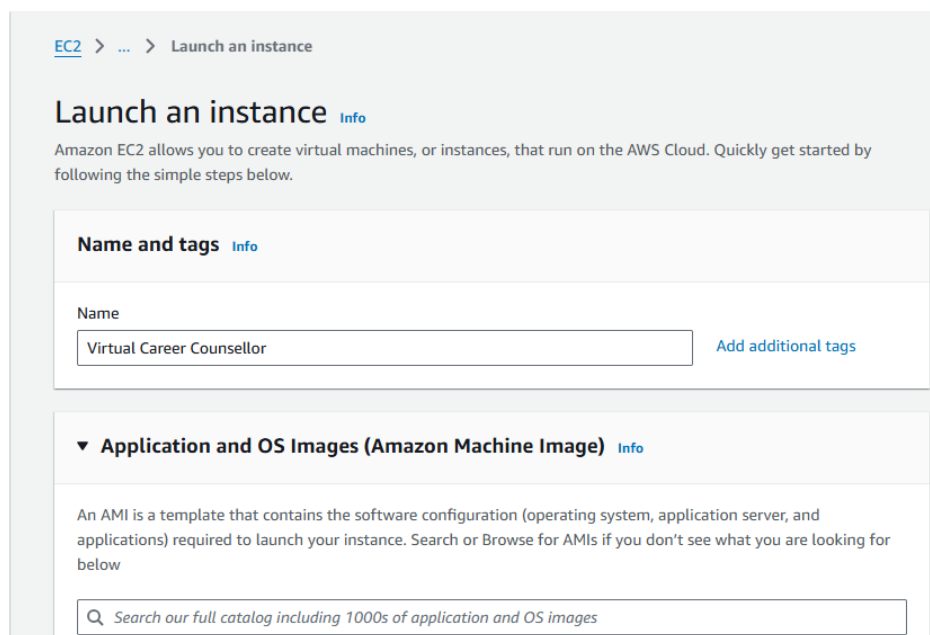 EC2 > ... > Launch an instance
Launch an instance Info
Amazon EC2 allows you to create virtual machines, or instances, that run on the AWS Cloud. Quickly get started by
following the simple steps below.
Name and tags Info
Name
Virtual Career Counsellor Add additional tags
▼ Application and OS Images (Amazon Machine Image) Info
An AMI is a template that contains the software configuration (operating system, application server, and
applications) required to launch your instance. Search or Browse for AMIs if you don’t see what you are looking for
below
Search our full catalog including 1000s of application and OS images